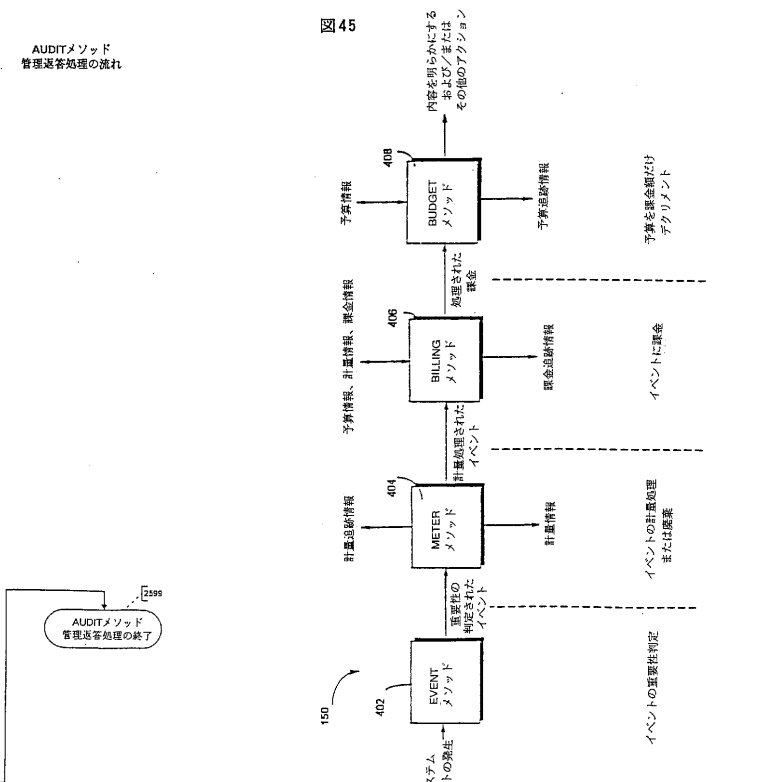 AUDITメソッド
管理返答処理の流れ
2599
AUDITメソッド
管理返答処理の終了
図45
150
ステム
トの発生
402
EVENT
メソッド
重要性の
判定された
イベント
計量追跡情報
404
METER
メソッド
計量情報
計量処理された
イベント
予算情報、計量情報、課金情報
406
BILLING
メソッド
課金追跡情報
処理された
課金
予算情報
408
BUDGET
メソッド
予算追跡情報
内容を明らかにする
および/または
その他のアクション
イベントの重要性判定
イベントの計量処理
または廃棄
イベントに課金
予算を課金額だけ
デクリメント